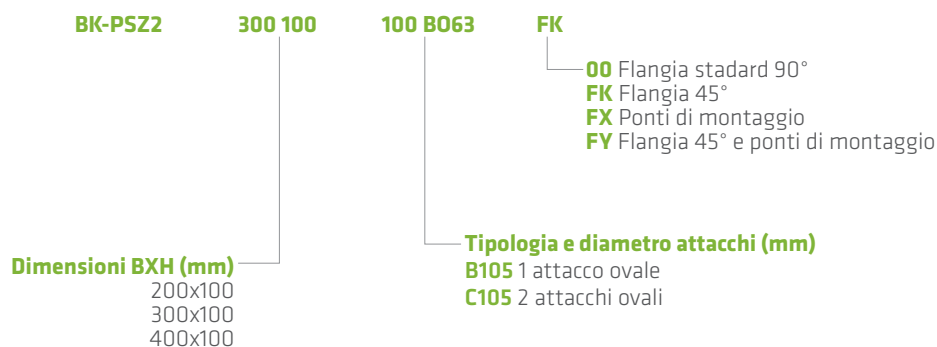 BK-PSZ2 300 100 100 BO63 FK
00 Flangia stadard 90°
FK Flangia 45°
FX Ponti di montaggio
FY Flangia 45° e ponti di montaggio
Tipologia e diametro attacchi (mm)
B105 1 attacco ovale
C105 2 attacchi ovali
Dimensioni BXH (mm)
200x100
300x100
400x100